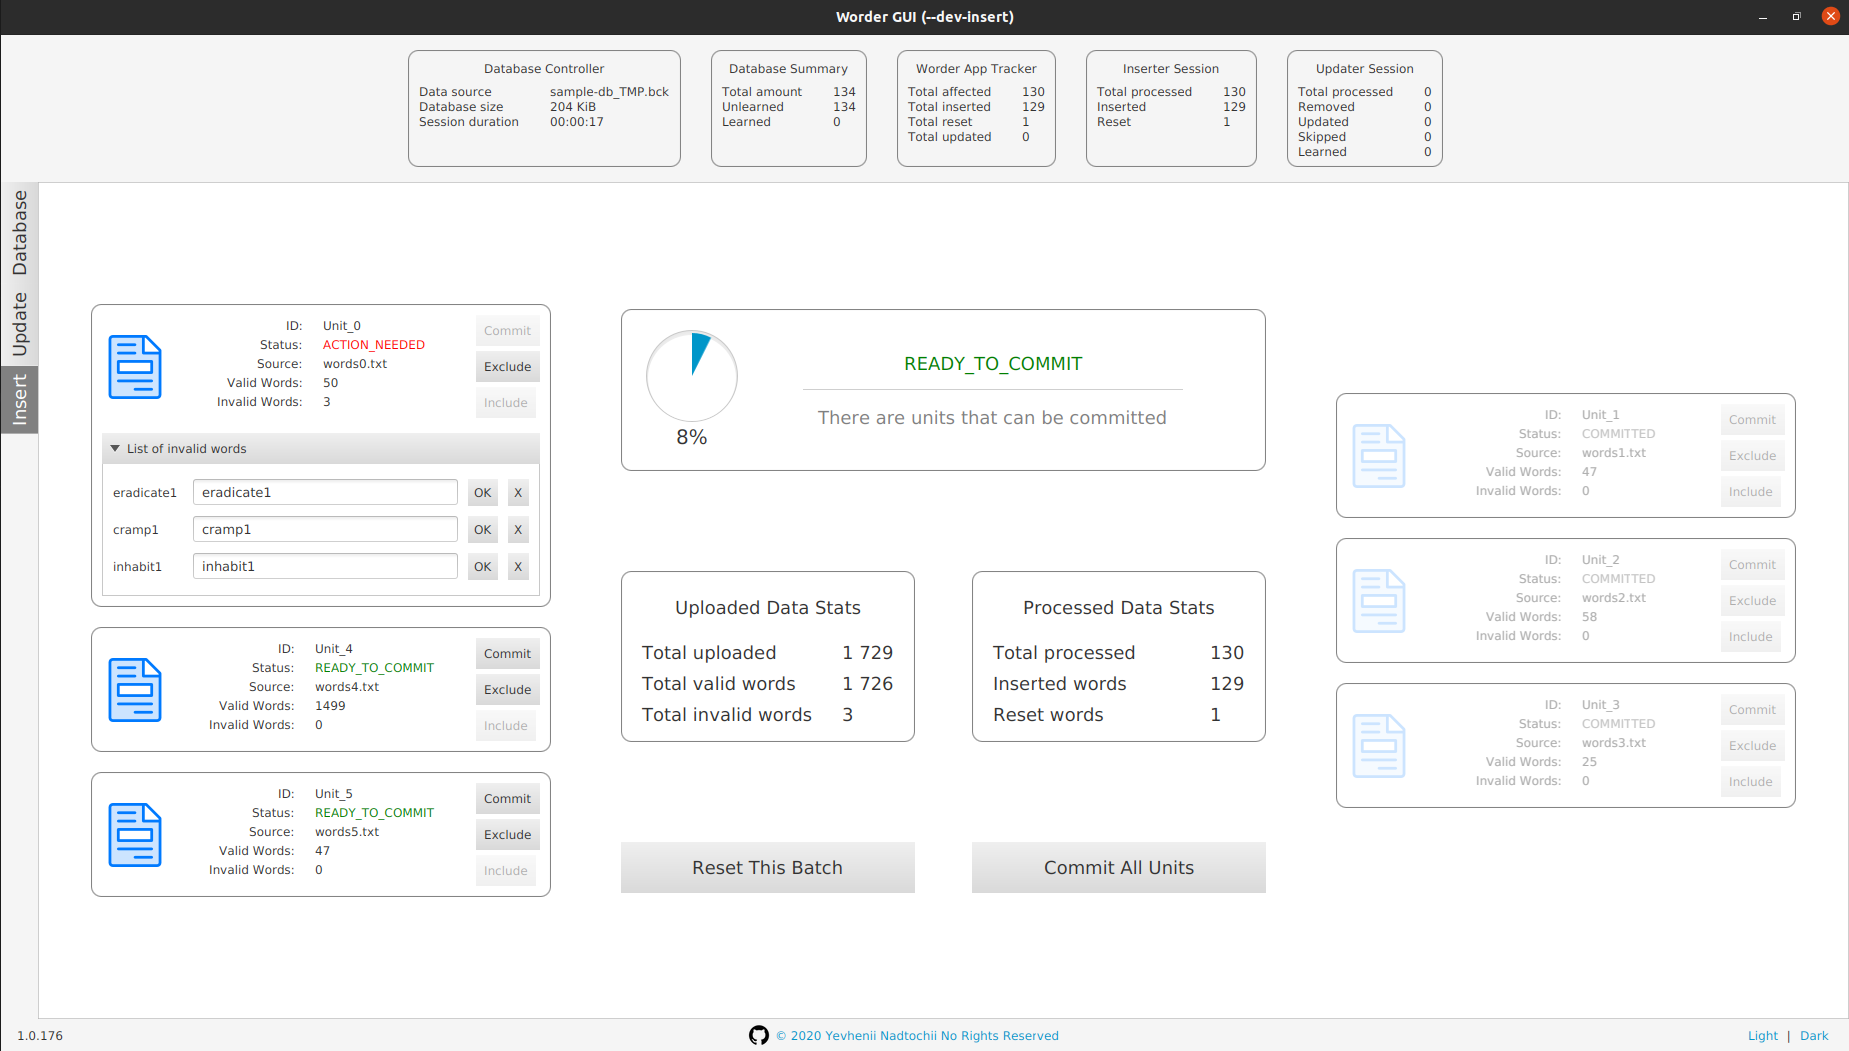 Worder GUI (--dev-insert)
Database Controller
Data source sample-db_TMP.bck
Database size 204 KiB
Session duration 00:00:17
Database Summary
Total amount 134
Unlearned 134
Learned 0
Worder App Tracker
Total affected 130
Total inserted 129
Total reset 1
Total updated 0
Inserter Session
Total processed 130
Inserted 129
Reset 1
Updater Session
Total processed 0
Removed 0
Updated 0
Skipped 0
Learned 0
Database
Update
Insert
ID: Unit_0
Status: ACTION_NEEDED
Source: words0.txt
Valid Words: 50
Invalid Words: 3
Commit
Exclude
Include
List of invalid words
eradicate1 eradicate1 OK X
cramp1 cramp1 OK X
inhabit1 inhabit1 OK X
ID: Unit_4
Status: READY_TO_COMMIT
Source: words4.txt
Valid Words: 1499
Invalid Words: 0
Commit
Exclude
Include
ID: Unit_5
Status: READY_TO_COMMIT
Source: words5.txt
Valid Words: 47
Invalid Words: 0
Commit
Exclude
Include
8%
READY_TO_COMMIT
There are units that can be committed
Uploaded Data Stats
Total uploaded 1 729
Total valid words 1 726
Total invalid words 3
Processed Data Stats
Total processed 130
Inserted words 129
Reset words 1
Reset This Batch
Commit All Units
ID: Unit_1
Status: COMMITTED
Source: words1.txt
Valid Words: 47
Invalid Words: 0
Commit
Exclude
Include
ID: Unit_2
Status: COMMITTED
Source: words2.txt
Valid Words: 58
Invalid Words: 0
Commit
Exclude
Include
ID: Unit_3
Status: COMMITTED
Source: words3.txt
Valid Words: 25
Invalid Words: 0
Commit
Exclude
Include
1.0.176
© 2020 Yevhenii Nadtochii No Rights Reserved
Light | Dark